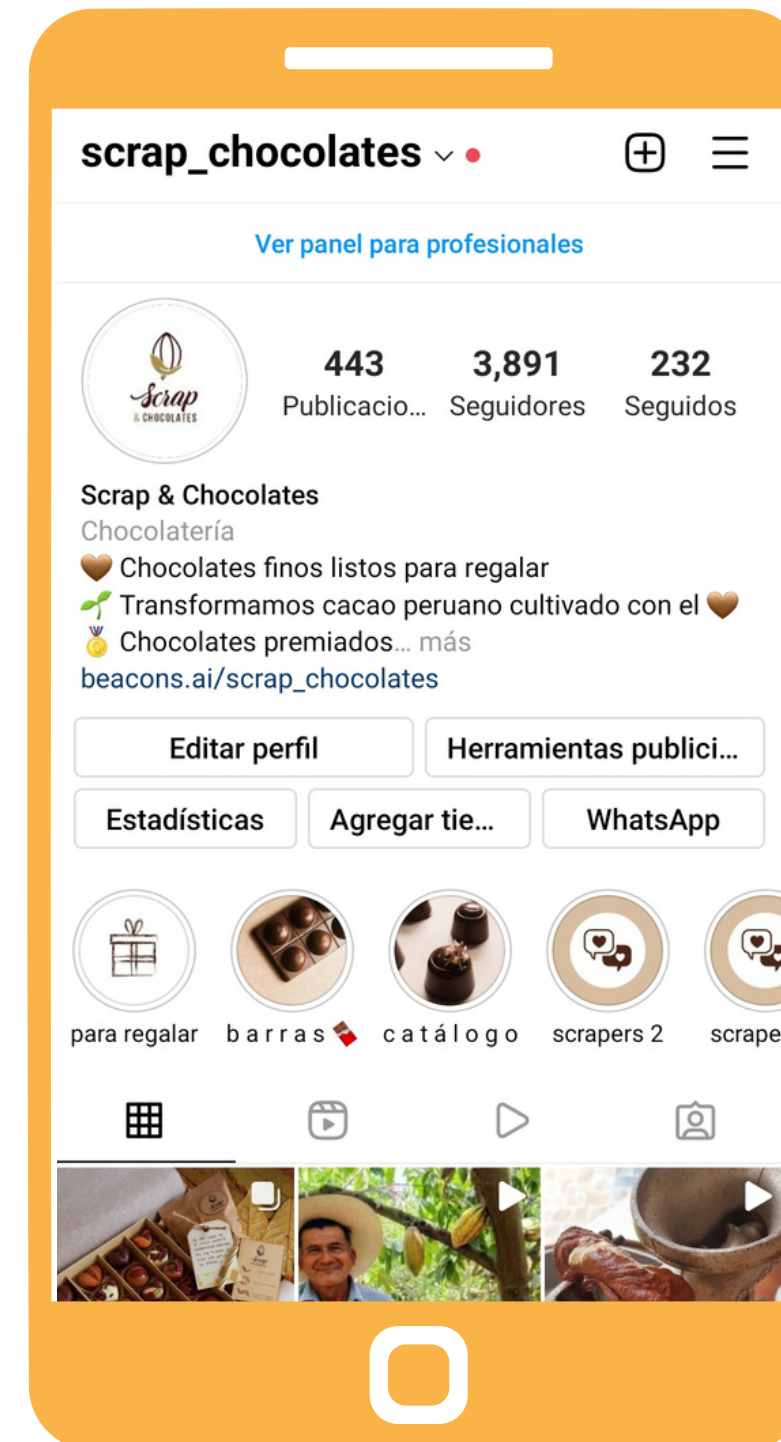 scrap_chocolates
Ver panel para profesionales
Scrap
& CHOCOLATES
443 3,891 232
Publicacio... Seguidores Seguidos
Scrap & Chocolates
Chocolatería
🤎 Chocolates finos listos para regalar
🌱 Transformamos cacao peruano cultivado con el 🤎
🏅 Chocolates premiados... más
beacons.ai/scrap_chocolates
Editar perfil Herramientas publici...
Estadísticas Agregar tie... WhatsApp
para regalar b a r r a s 🍫 c a t á l o g o scrapers 2 scrape